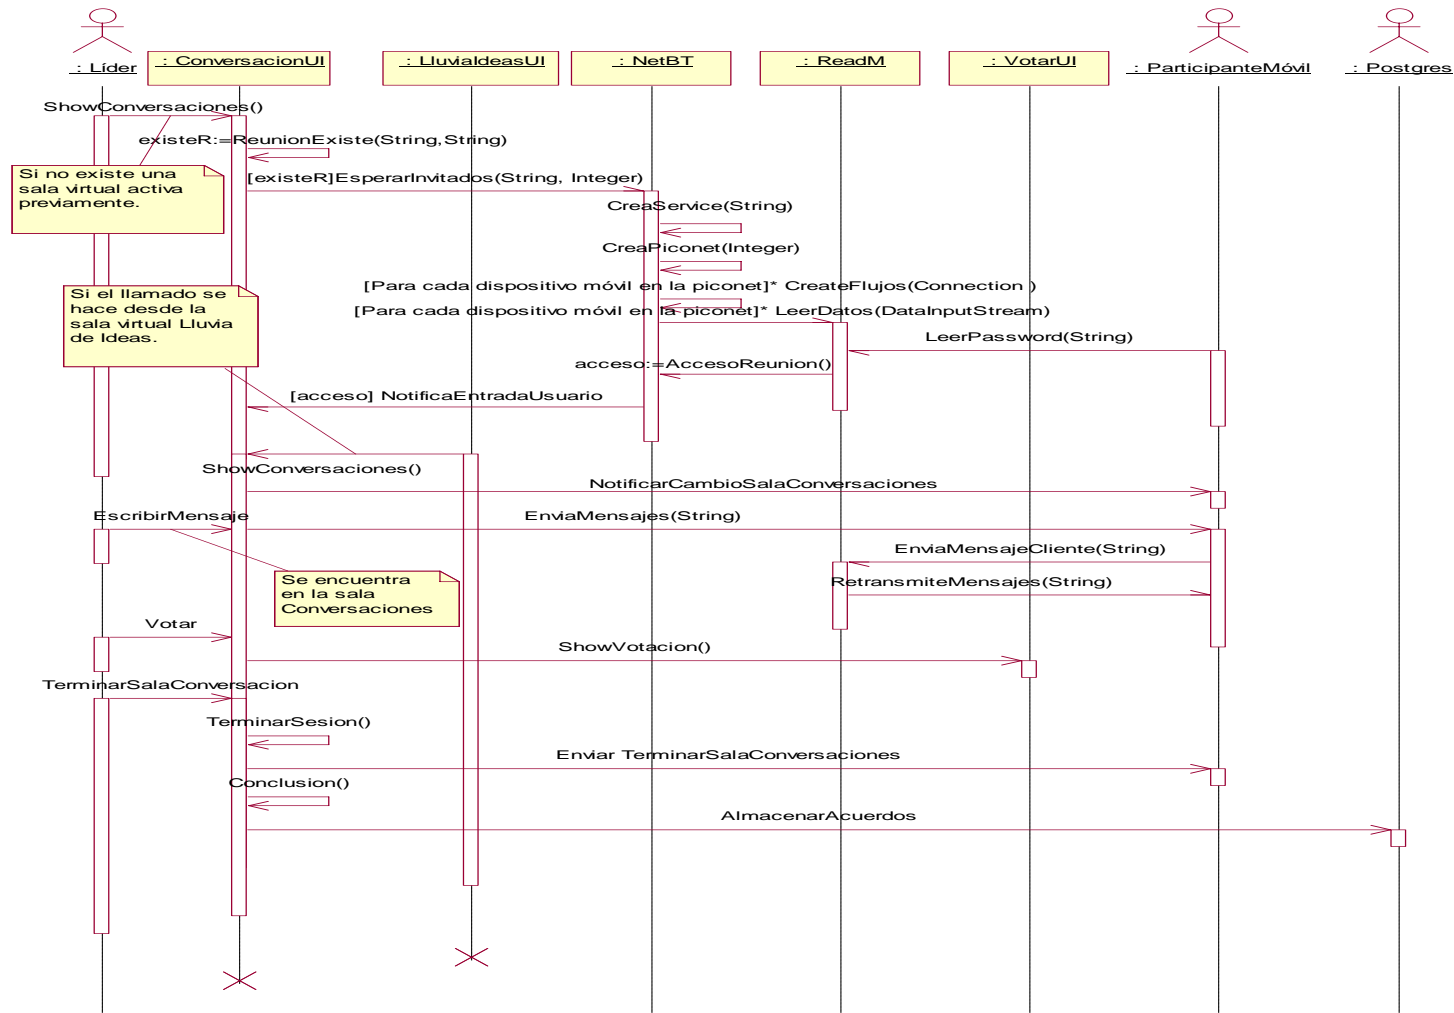 : Líder
: ConversacionUI
: LluviaIdeasUI
: NetBT
: ReadM
: VotarUI
: ParticipanteMóvil
: Postgres
ShowConversaciones()
existeR:=ReunionExiste(String,String)
Si no existe una
sala virtual activa
previamente.
[existeR]EsperarInvitados(String, Integer)
CreaService(String)
CreaPiconet(Integer)
[Para cada dispositivo móvil en la piconet]* CreateFlujos(Connection )
Si el llamado se
hace desde la
sala virtual Lluvia
de Ideas.
[Para cada dispositivo móvil en la piconet]* LeerDatos(DataInputStream)
LeerPassword(String)
acceso:=AccesoReunion()
[acceso] NotificaEntradaUsuario
ShowConversaciones()
NotificarCambioSalaConversaciones
EscribirMensaje
EnviaMensajes(String)
EnviaMensajeCliente(String)
Se encuentra
en la sala
Conversaciones
RetransmiteMensajes(String)
Votar
ShowVotacion()
TerminarSalaConversacion
TerminarSesion()
Enviar TerminarSalaConversaciones
Conclusion()
AlmacenarAcuerdos